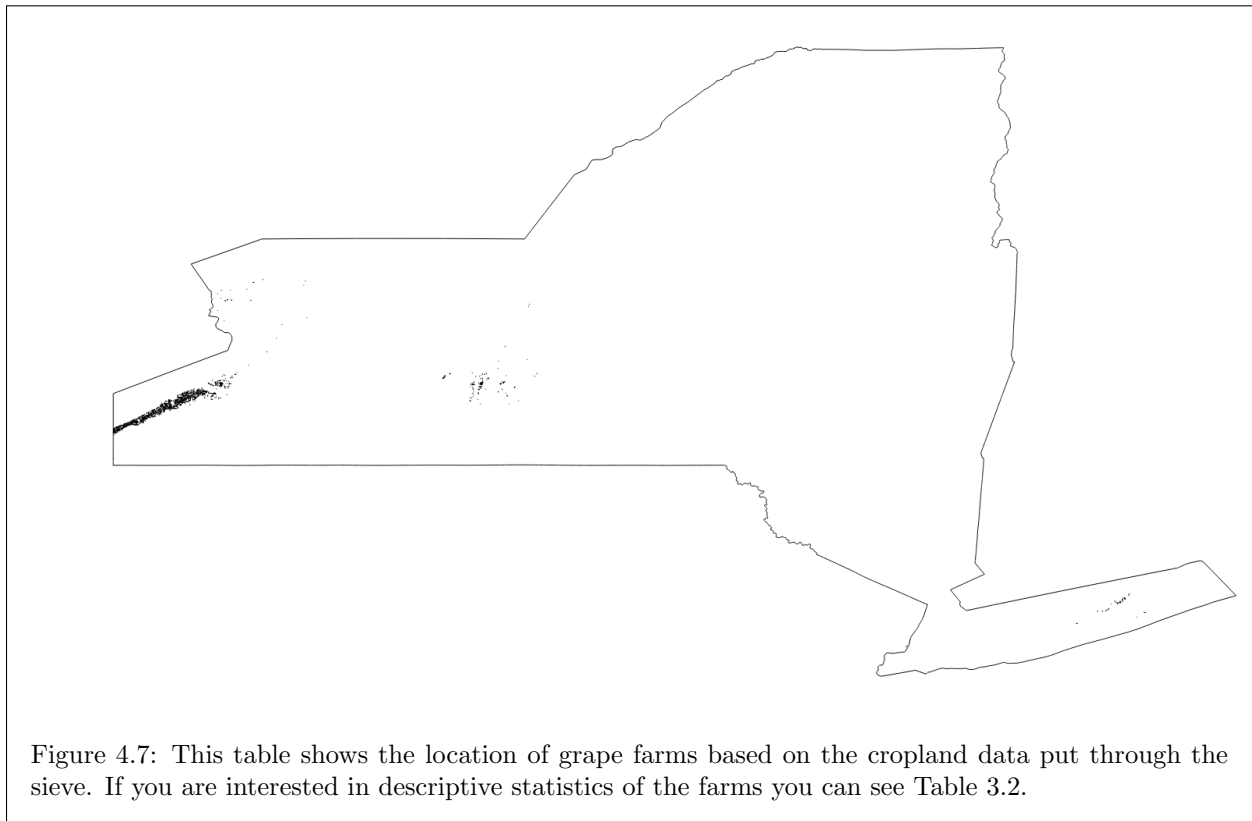 Figure 4.7: This table shows the location of grape farms based on the cropland data put through the
sieve. If you are interested in descriptive statistics of the farms you can see Table 3.2.